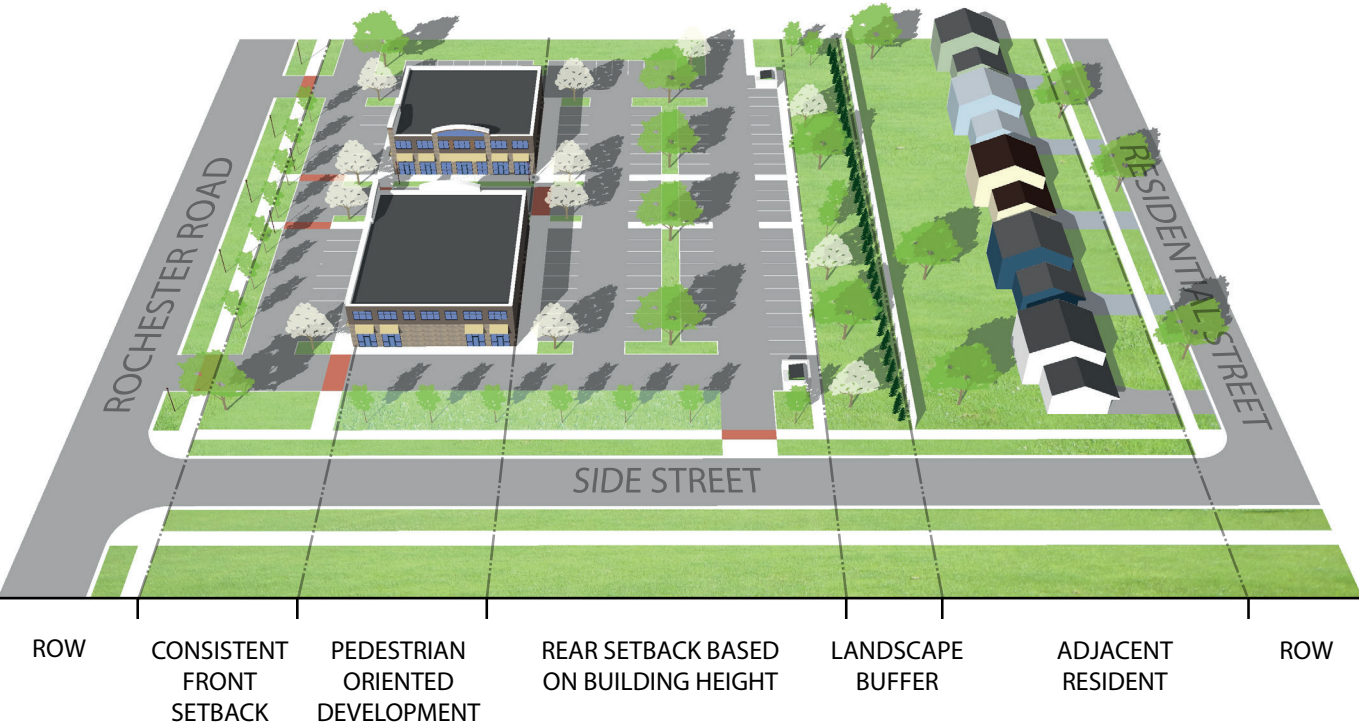 ROCHESTER ROAD
RESIDENTIAL STREET
SIDE STREET
ROW
CONSISTENT
FRONT
SETBACK
PEDESTRIAN
ORIENTED
DEVELOPMENT
REAR SETBACK BASED
ON BUILDING HEIGHT
LANDSCAPE
BUFFER
ADJACENT
RESIDENT
ROW